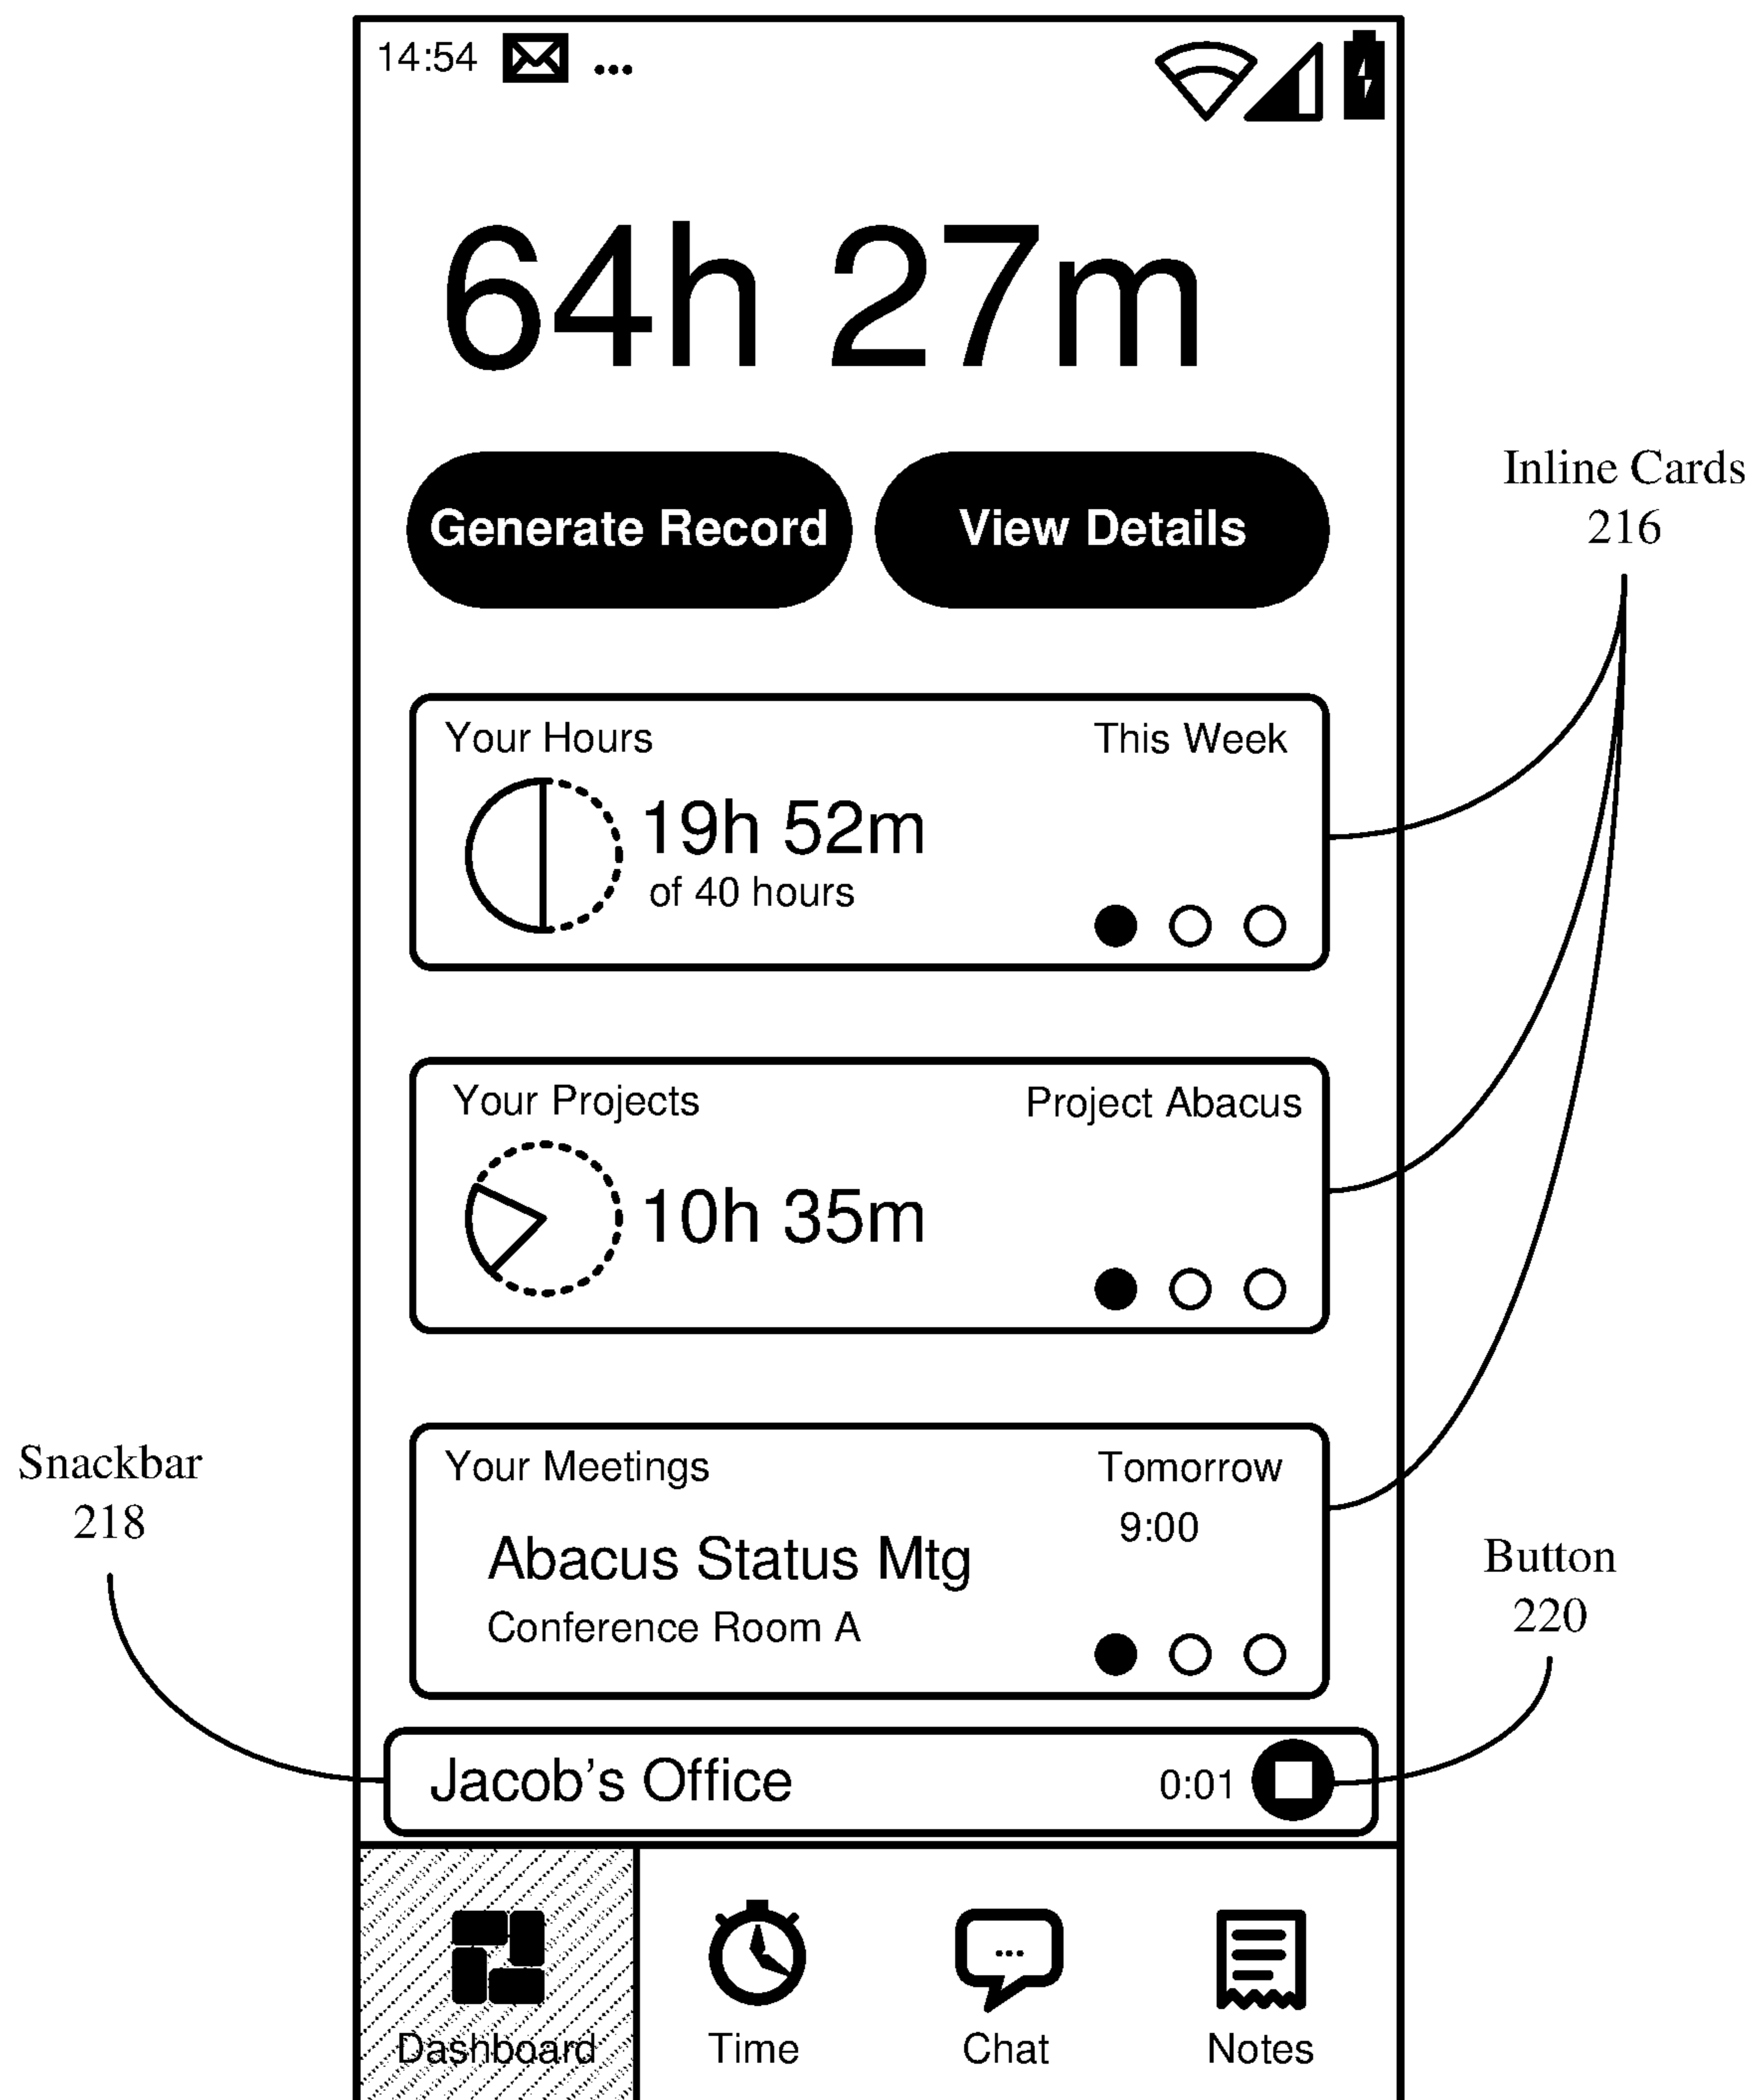 14:54 ...
64h 27m
Generate Record View Details
Inline Cards
216
Your Hours This Week
19h 52m
of 40 hours
Your Projects Project Abacus
10h 35m
Your Meetings Tomorrow
9:00
Abacus Status Mtg
Conference Room A
Snackbar
218
Button
220
Jacob's Office 0:01
Dashboard Time Chat Notes